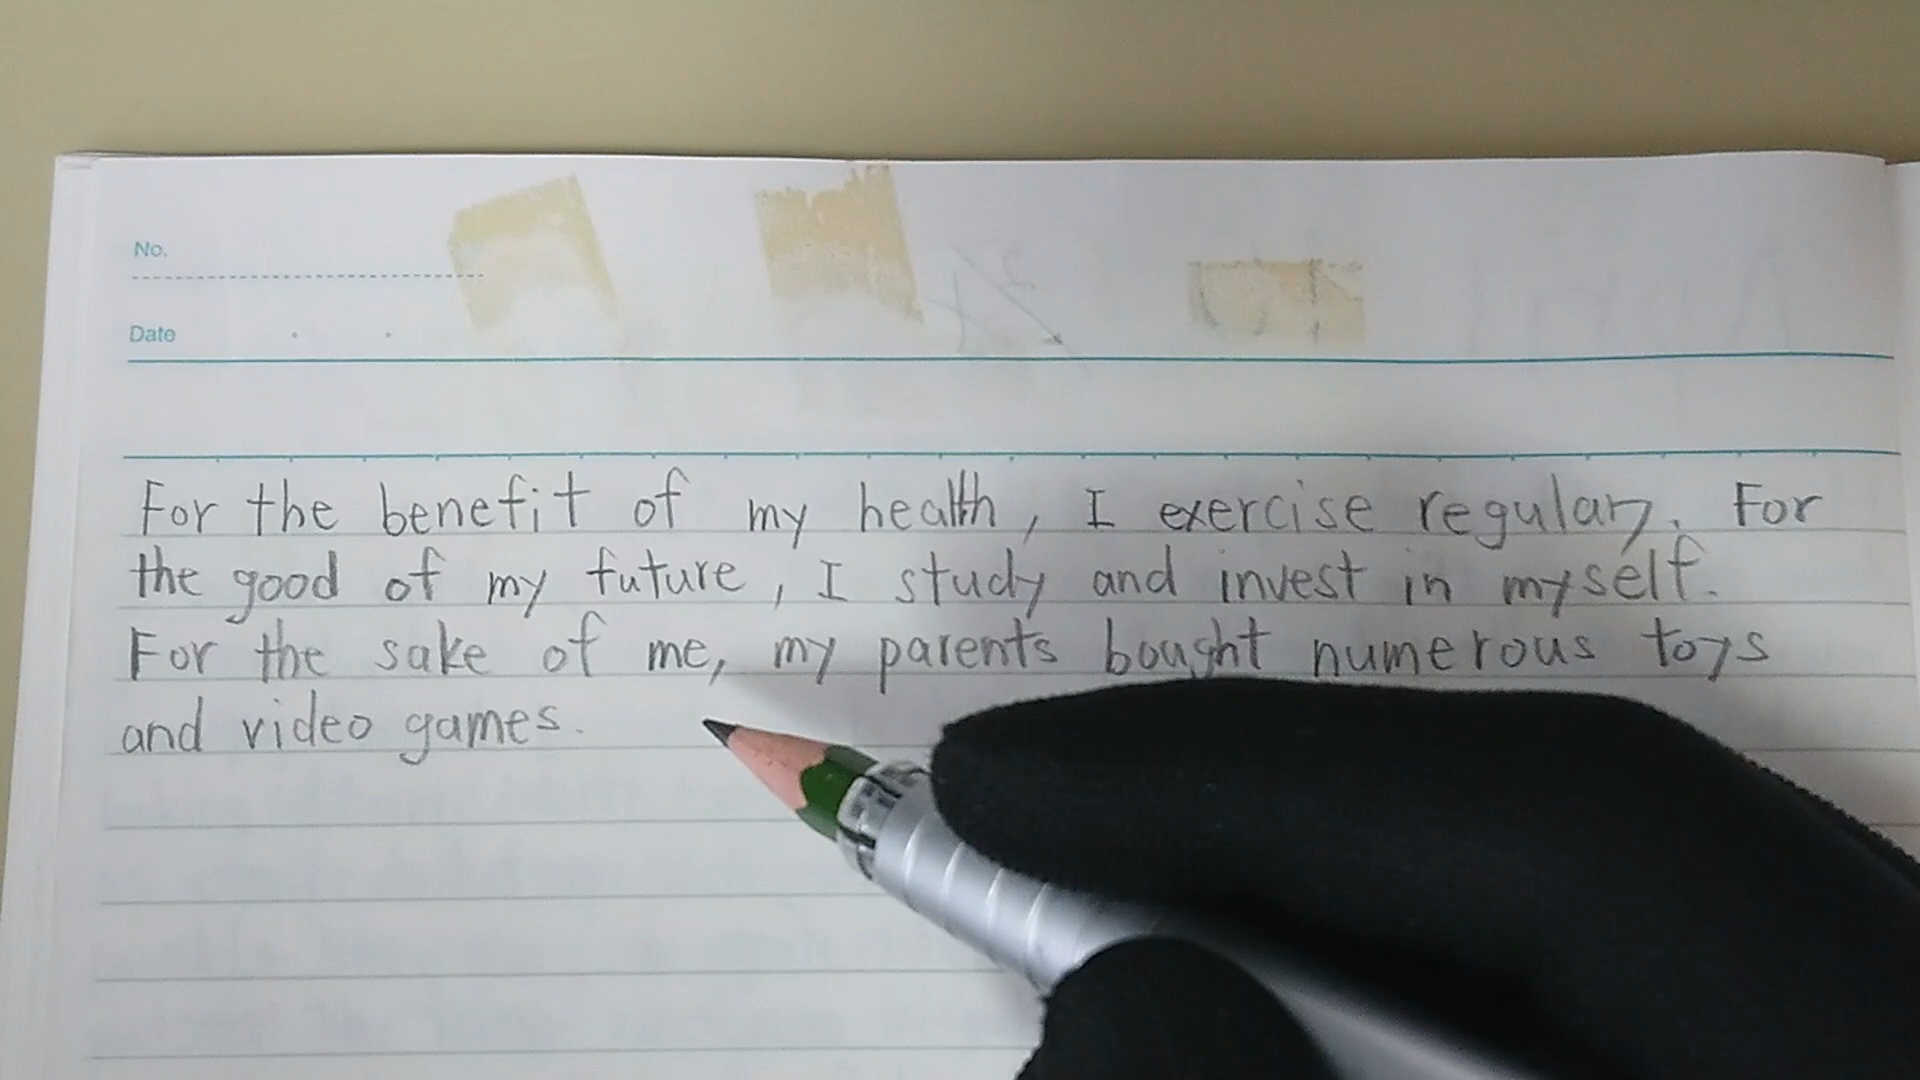 No.
Date
For the benefit of my health, I exercise regulary. For
the good of my future, I study and invest in myself.
For the sake of me, my parents bought numerous toys
and video games.